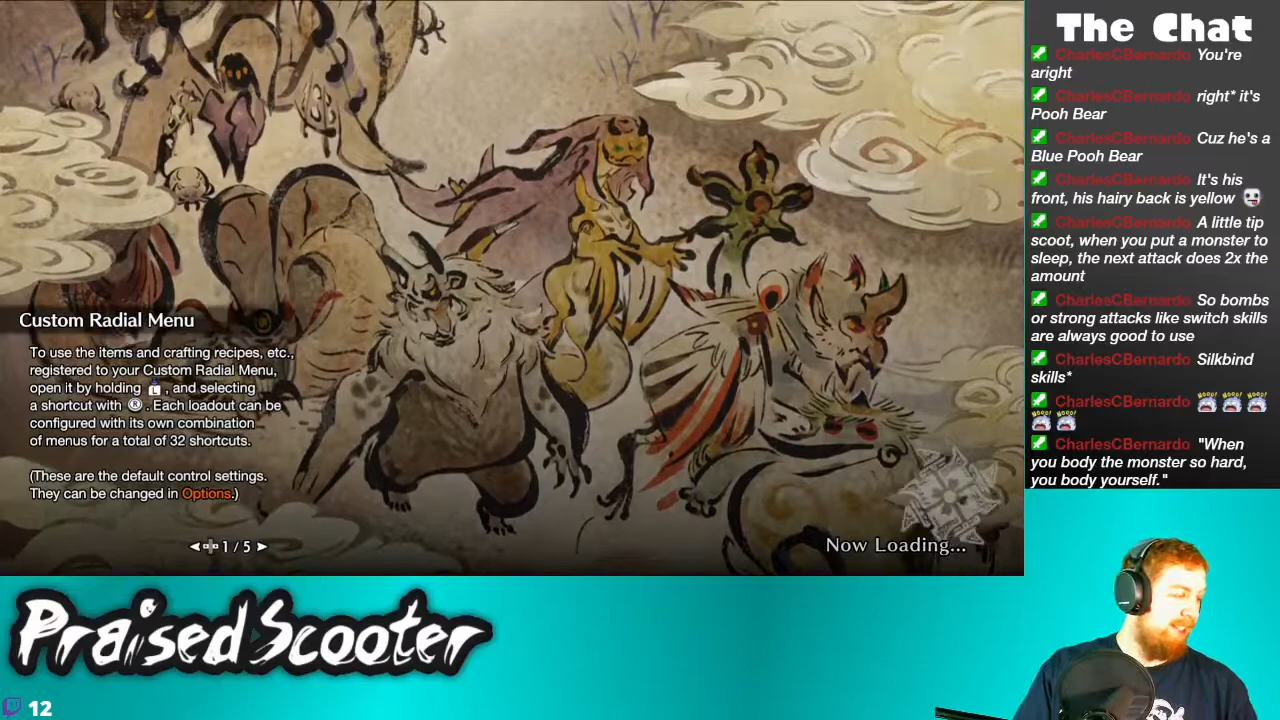 The Chat
CharlesCBernardo You're
aright
CharlesCBernardo right* it's
Pooh Bear
CharlesCBernardo Cuz he's a
Blue Pooh Bear
CharlesCBernardo It's his
front, his hairy back is yellow
CharlesCBernardo A little tip
scoot, when you put a monster to
sleep, the next attack does 2x the
amount
CharlesCBernardo So bombs
or strong attacks like switch skills
are always good to use
CharlesCBernardo Silkbind
skills*
CharlesCBernardo
CharlesCBernardo "When
you body the monster so hard,
you body yourself."
Custom Radial Menu
To use the items and crafting recipes, etc.,
registered to your Custom Radial Menu,
open it by holding L, and selecting
a shortcut with R. Each loadout can be
configured with its own combination
of menus for a total of 32 shortcuts.
(These are the default control settings.
They can be changed in Options.)
1 / 5
Now Loading...
Praised Scooter
12